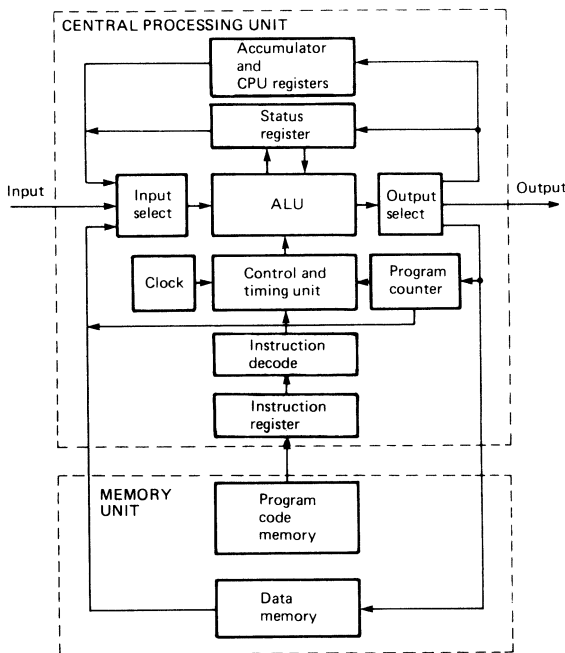 CENTRAL PROCESSING UNIT
Accumulator
and
CPU registers
Status
register
Input
Input
select
ALU
Output
select
Output
Clock
Control and
timing unit
Program
counter
Instruction
decode
Instruction
register
MEMORY
UNIT
Program
code
memory
Data
memory